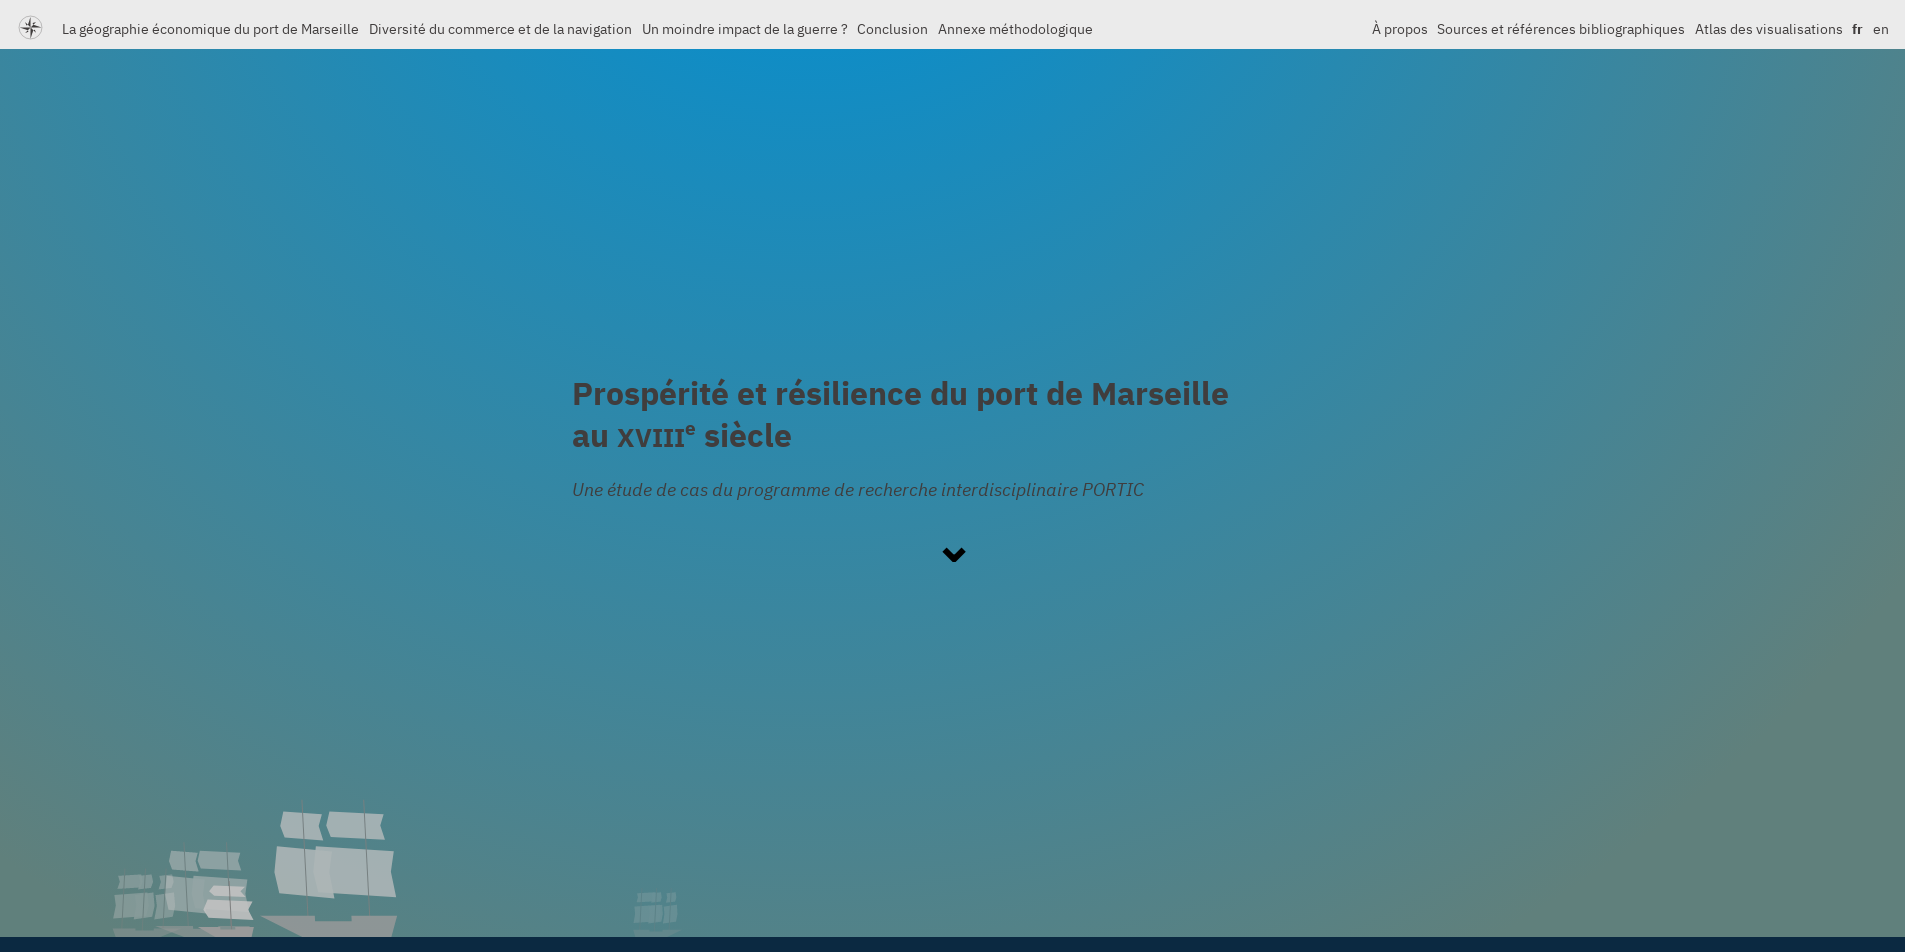 La géographie économique du port de Marseille Diversité du commerce et de la navigation Un moindre impact de la guerre ? Conclusion Annexe méthodologique À propos Sources et références bibliographiques Atlas des visualisations fr en
Prospérité et résilience du port de Marseille
au XVIIIe siècle
Une étude de cas du programme de recherche interdisciplinaire PORTIC